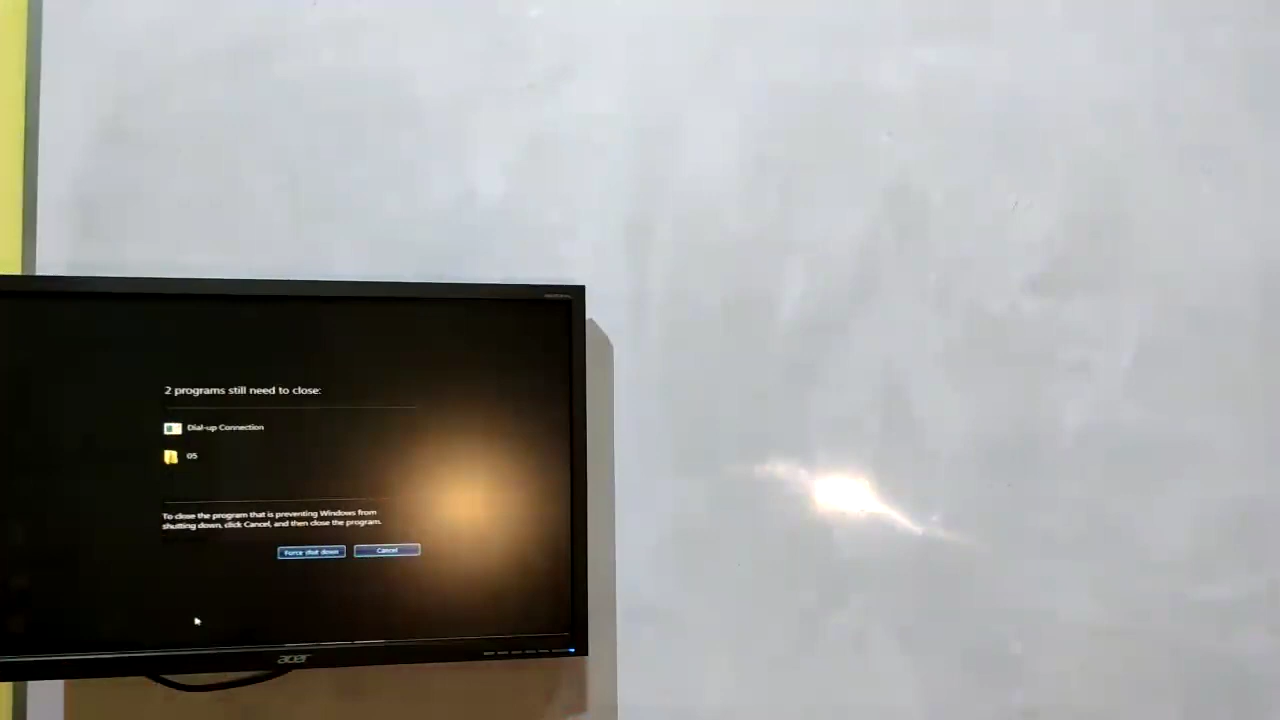 2 programs still need to close:
Dial-up Connection
05
To close the program that is preventing Windows from
shutting down, click Cancel, and then close the program.
Force shut down
Cancel
acer